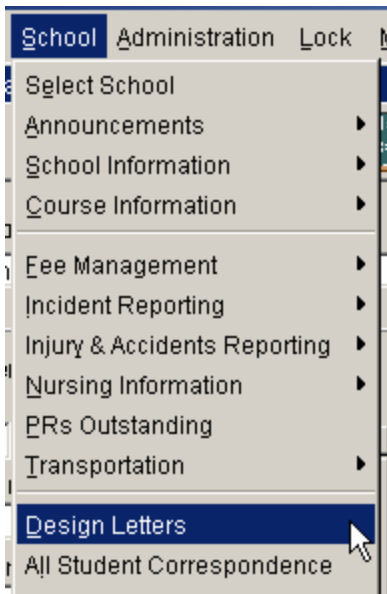 School Administration Lock
Select School
Announcements
School Information
Course Information
Fee Management
Incident Reporting
Injury & Accidents Reporting
Nursing Information
PRs Outstanding
Transportation
Design Letters
All Student Correspondence